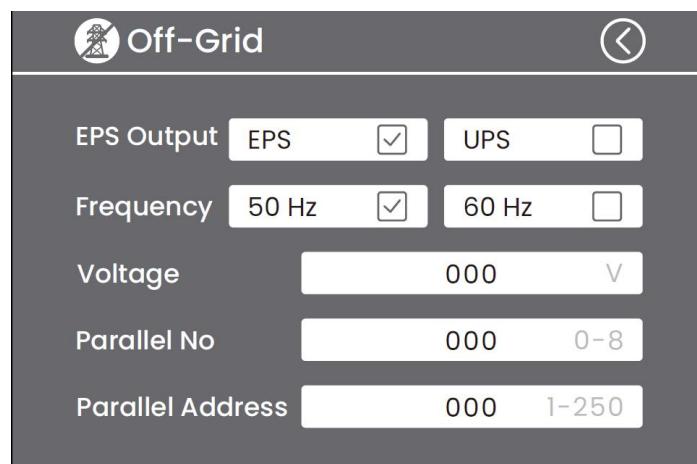 Off-Grid
EPS Output EPS UPS
Frequency 50 Hz 60 Hz
Voltage 000 V
Parallel No 000 0-8
Parallel Address 000 1-250